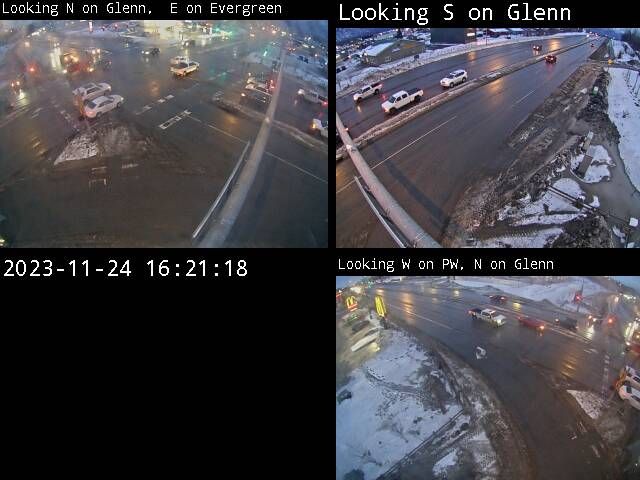 Looking N on Glenn,  E on Evergreen
Looking S on Glenn
2023-11-24 16:21:18
Looking W on PW, N on Glenn